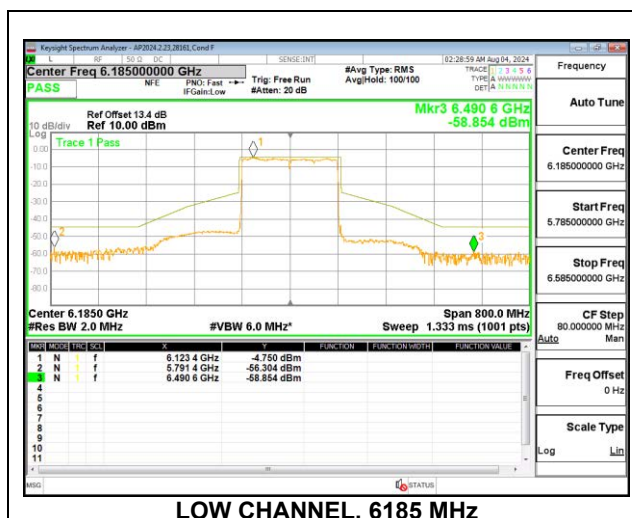 Keysight Spectrum Analyzer - AP2024.2.23,28161,Cond F
L RF 50 Ω DC SENSE:INT 02:28:59 AM Aug 04, 2024
Center Freq 6.185000000 GHz
PASS
NFE PNO: Fast IFGain:Low
Trig: Free Run
#Atten: 20 dB
#Avg Type: RMS
Avg|Hold: 100/100
TRACE 1 2 3 4 5 6
TYPE A WWWWW
DET A N N N N N
Ref Offset 13.4 dB
10 dB/div Ref 10.00 dBm
Mkr3 6.490 6 GHz
-58.854 dBm
Log
Trace 1 Pass
0.00
-10.0
-20.0
-30.0
-40.0
-50.0
-60.0
-70.0
-80.0
1
2
3
Center 6.1850 GHz Span 800.0 MHz
#Res BW 2.0 MHz #VBW 6.0 MHz* Sweep 1.333 ms (1001 pts)
MKR MODE TRC SCL X Y FUNCTION FUNCTION WIDTH FUNCTION VALUE
1 N 1 f 6.123 4 GHz -4.750 dBm
2 N 1 f 5.791 4 GHz -56.304 dBm
3 N 1 f 6.490 6 GHz -58.854 dBm
4
5
6
7
8
9
10
11
MSG STATUS
Frequency
Auto Tune
Center Freq
6.185000000 GHz
Start Freq
5.785000000 GHz
Stop Freq
6.585000000 GHz
CF Step
80.000000 MHz
Auto Man
Freq Offset
0 Hz
Scale Type
Log Lin
LOW CHANNEL, 6185 MHz